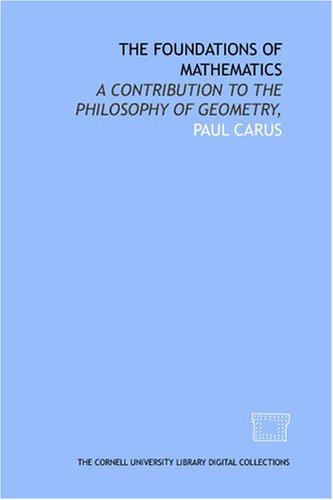 THE FOUNDATIONS OF
MATHEMATICS
A CONTRIBUTION TO THE
PHILOSOPHY OF GEOMETRY,
PAUL CARUS
THE CORNELL UNIVERSITY LIBRARY DIGITAL COLLECTIONS